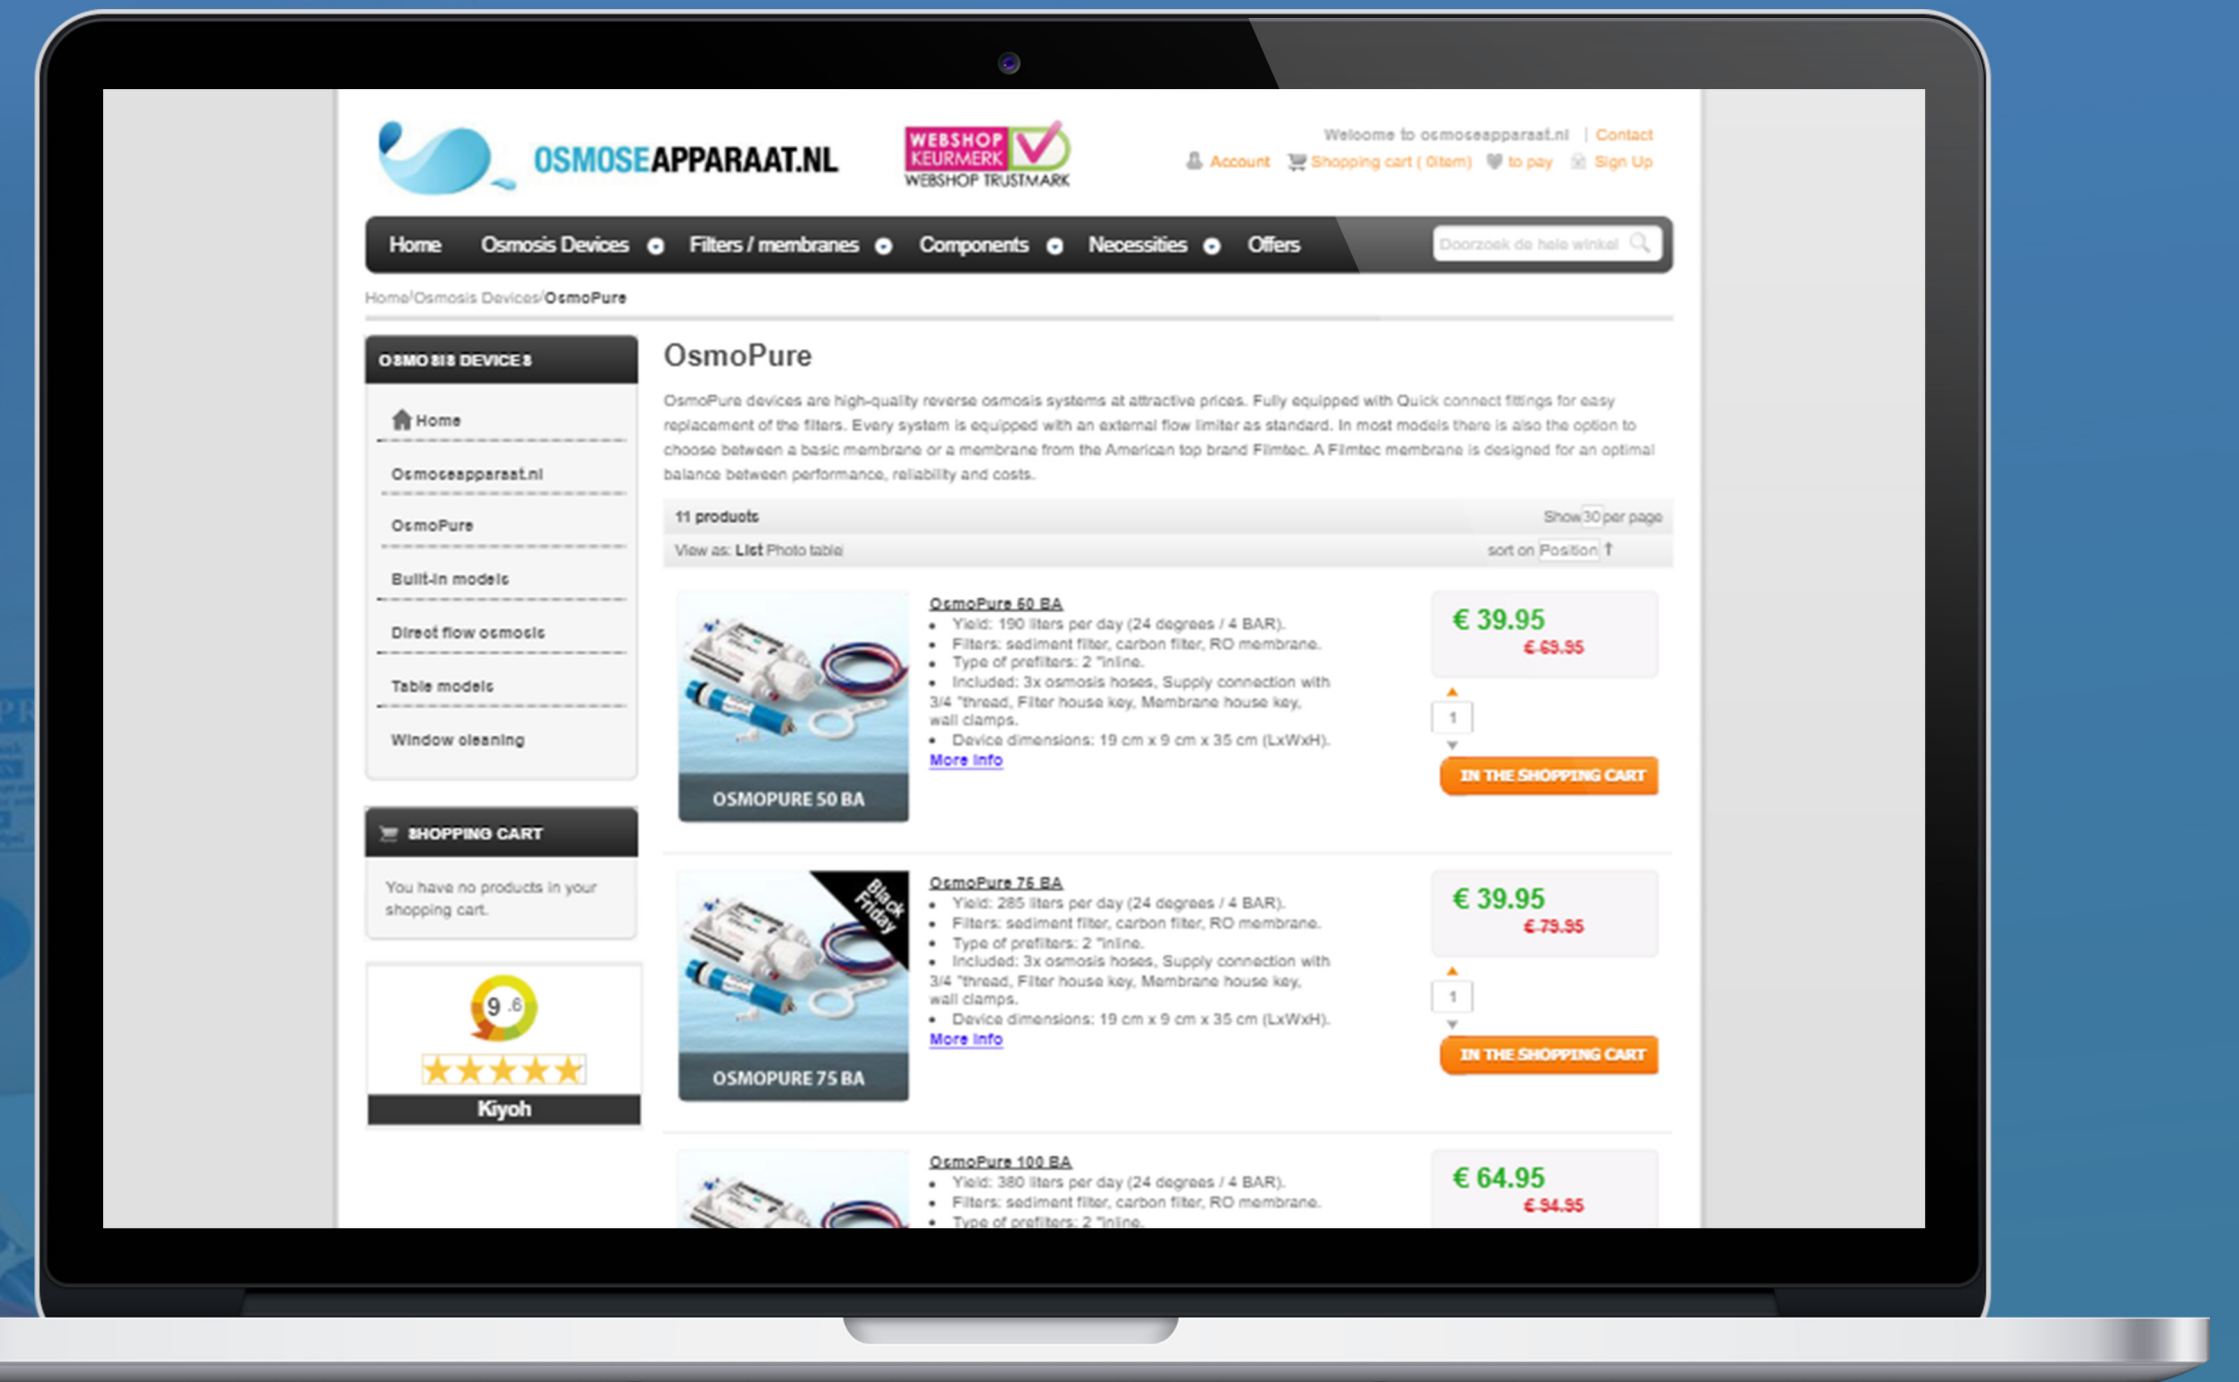 OSMOSEAPPARAAT.NL
WEBSHOP
KEURMERK
WEBSHOP TRUSTMARK
Welcome to osmoseapparaat.nl | Contact
Account Shopping cart ( 0item) to pay Sign Up
Home Osmosis Devices Filters / membranes Components Necessities Offers Doorzoek de hele winkel
Home/Osmosis Devices/OsmoPure
OSMOSIS DEVICES
Home
Osmoseapparaat.nl
OsmoPure
Built-in models
Direct flow osmosis
Table models
Window cleaning
SHOPPING CART
You have no products in your
shopping cart.
9 .6
Kiyoh
OsmoPure
OsmoPure devices are high-quality reverse osmosis systems at attractive prices. Fully equipped with Quick connect fittings for easy
replacement of the filters. Every system is equipped with an external flow limiter as standard. In most models there is also the option to
choose between a basic membrane or a membrane from the American top brand Filmtec. A Filmtec membrane is designed for an optimal
balance between performance, reliability and costs.
11 products Show 30 per page
View as: List Photo table sort on Position ↑
OSMOPURE 50 BA
OsmoPure 50 BA
• Yield: 190 liters per day (24 degrees / 4 BAR).
• Filters: sediment filter, carbon filter, RO membrane.
• Type of prefilters: 2 "inline.
• Included: 3x osmosis hoses, Supply connection with
3/4 "thread, Filter house key, Membrane house key,
wall clamps.
• Device dimensions: 19 cm x 9 cm x 35 cm (LxWxH).
More info
€ 39.95
€ 69.95
1
IN THE SHOPPING CART
Black
Friday
OSMOPURE 75 BA
OsmoPure 75 BA
• Yield: 285 liters per day (24 degrees / 4 BAR).
• Filters: sediment filter, carbon filter, RO membrane.
• Type of prefilters: 2 "inline.
• Included: 3x osmosis hoses, Supply connection with
3/4 "thread, Filter house key, Membrane house key,
wall clamps.
• Device dimensions: 19 cm x 9 cm x 35 cm (LxWxH).
More info
€ 39.95
€ 79.95
1
IN THE SHOPPING CART
OsmoPure 100 BA
• Yield: 380 liters per day (24 degrees / 4 BAR).
• Filters: sediment filter, carbon filter, RO membrane.
• Type of prefilters: 2 "inline.
€ 64.95
€ 94.95